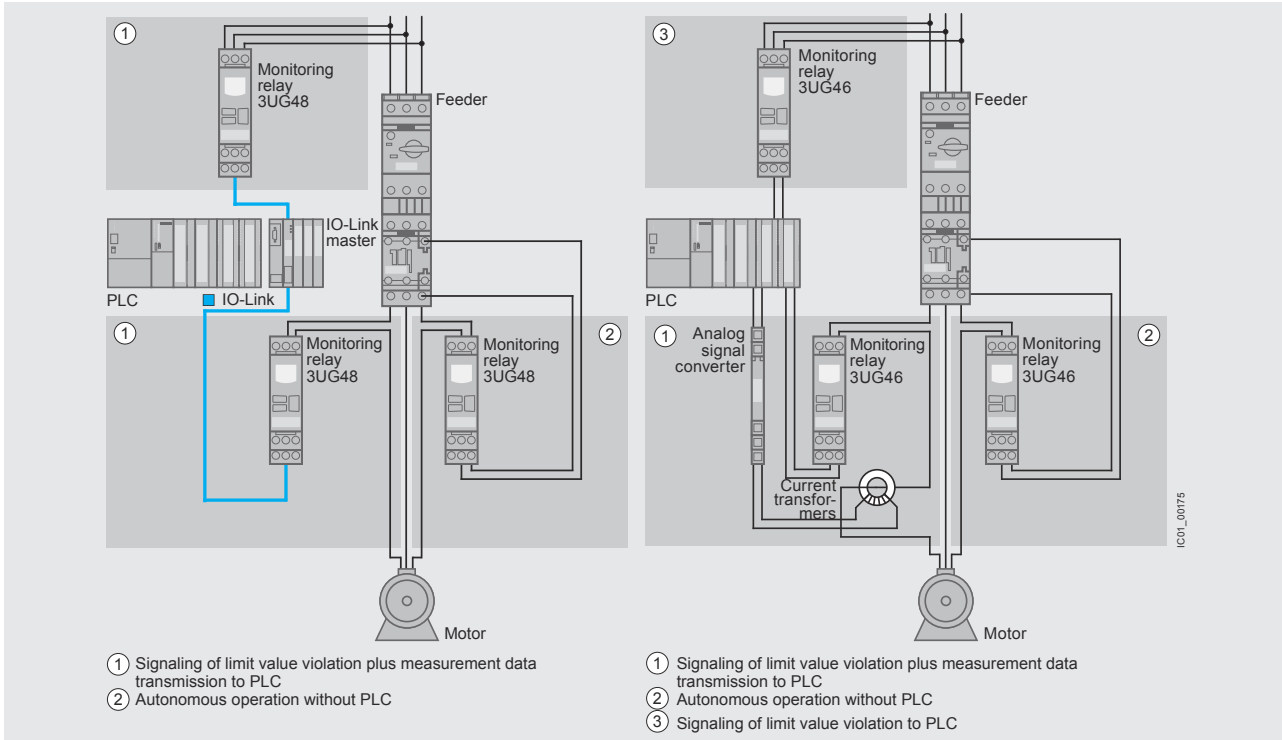 1
Monitoring
relay
3UG48
Feeder
IO-Link
master
PLC
IO-Link
1
Monitoring
relay
3UG48
Monitoring
relay
3UG48
2
Motor
1 Signaling of limit value violation plus measurement data
transmission to PLC
2 Autonomous operation without PLC
3
Monitoring
relay
3UG46
Feeder
PLC
1
Analog
signal
converter
Monitoring
relay
3UG46
Monitoring
relay
3UG46
2
Current
transfor-
mers
Motor
1 Signaling of limit value violation plus measurement data
transmission to PLC
2 Autonomous operation without PLC
3 Signaling of limit value violation to PLC
IC01_00175